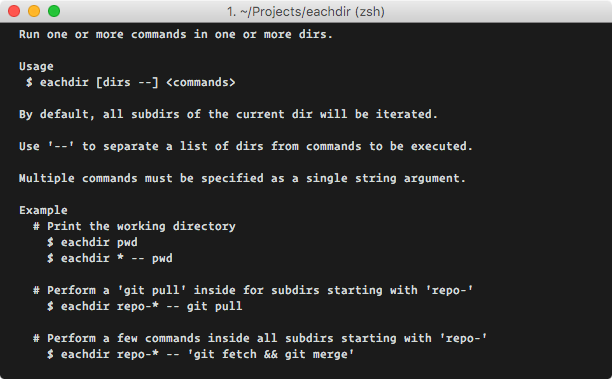 1. ~/Projects/eachdir (zsh)
Run one or more commands in one or more dirs.
Usage
$ eachdir [dirs --] <commands>
By default, all subdirs of the current dir will be iterated.
Use '--' to separate a list of dirs from commands to be executed.
Multiple commands must be specified as a single string argument.
Example
# Print the working directory
$ eachdir pwd
$ eachdir * -- pwd
# Perform a 'git pull' inside for subdirs starting with 'repo-'
$ eachdir repo-* -- git pull
# Perform a few commands inside all subdirs starting with 'repo-'
$ eachdir repo-* -- 'git fetch && git merge'